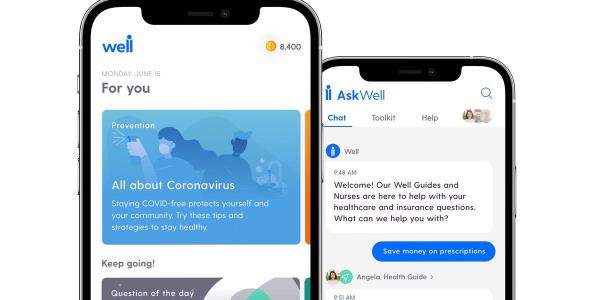 well
8,400
MONDAY, JUNE 15
For you
Prevention
All about Coronavirus
Staying COVID-free protects yourself and
your community. Try these tips and
strategies to stay healthy.
Keep going!
Question of the day
AskWell
Chat Toolkit Help
Well
9:48 AM
Welcome! Our Well Guides and
Nurses are here to help with your
healthcare and insurance questions.
What can we help you with?
Save money on prescriptions
Angela, Health Guide >
9:51 AM